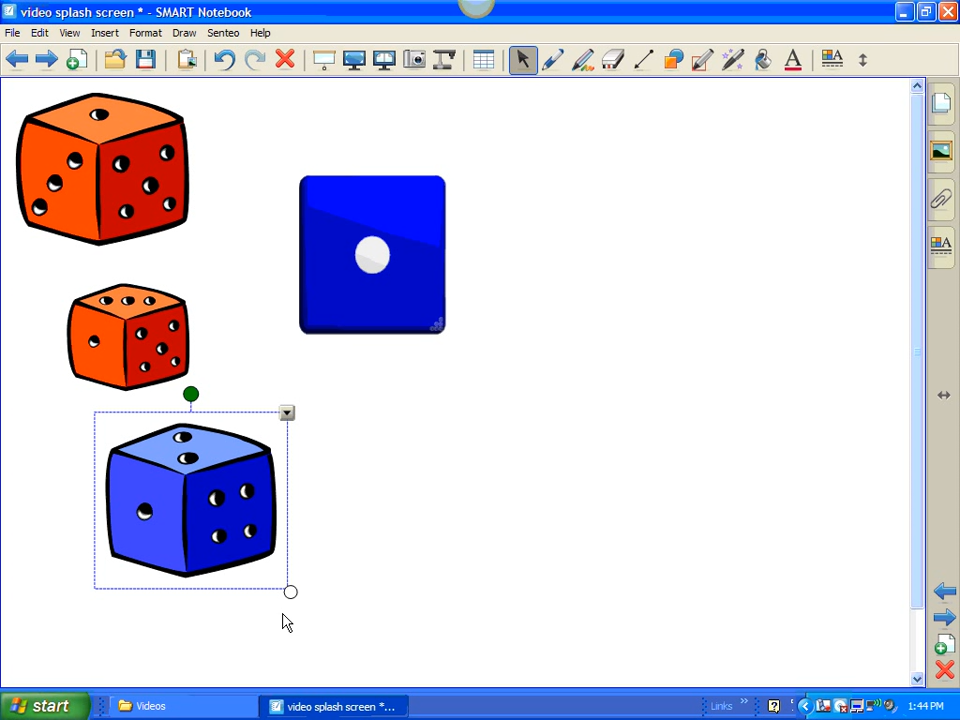 video splash screen * - SMART Notebook
File Edit View Insert Format Draw Senteo Help
A
A
A
start Videos video splash screen *... Links » ? 1:44 PM